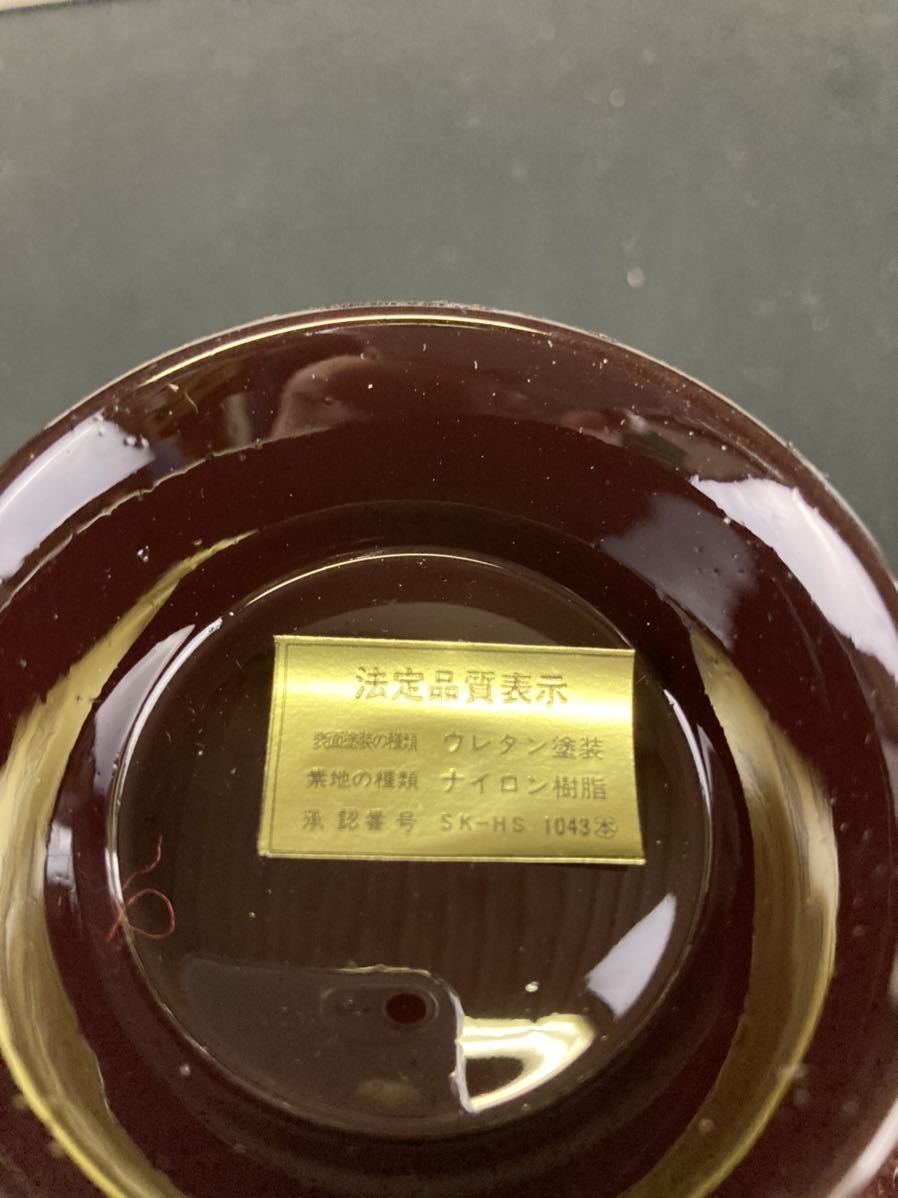 法定品質表示
表面塗装の種類 ウレタン塗装
素地の種類 ナイロン樹脂
承認番号 SK-HS 1043㊍